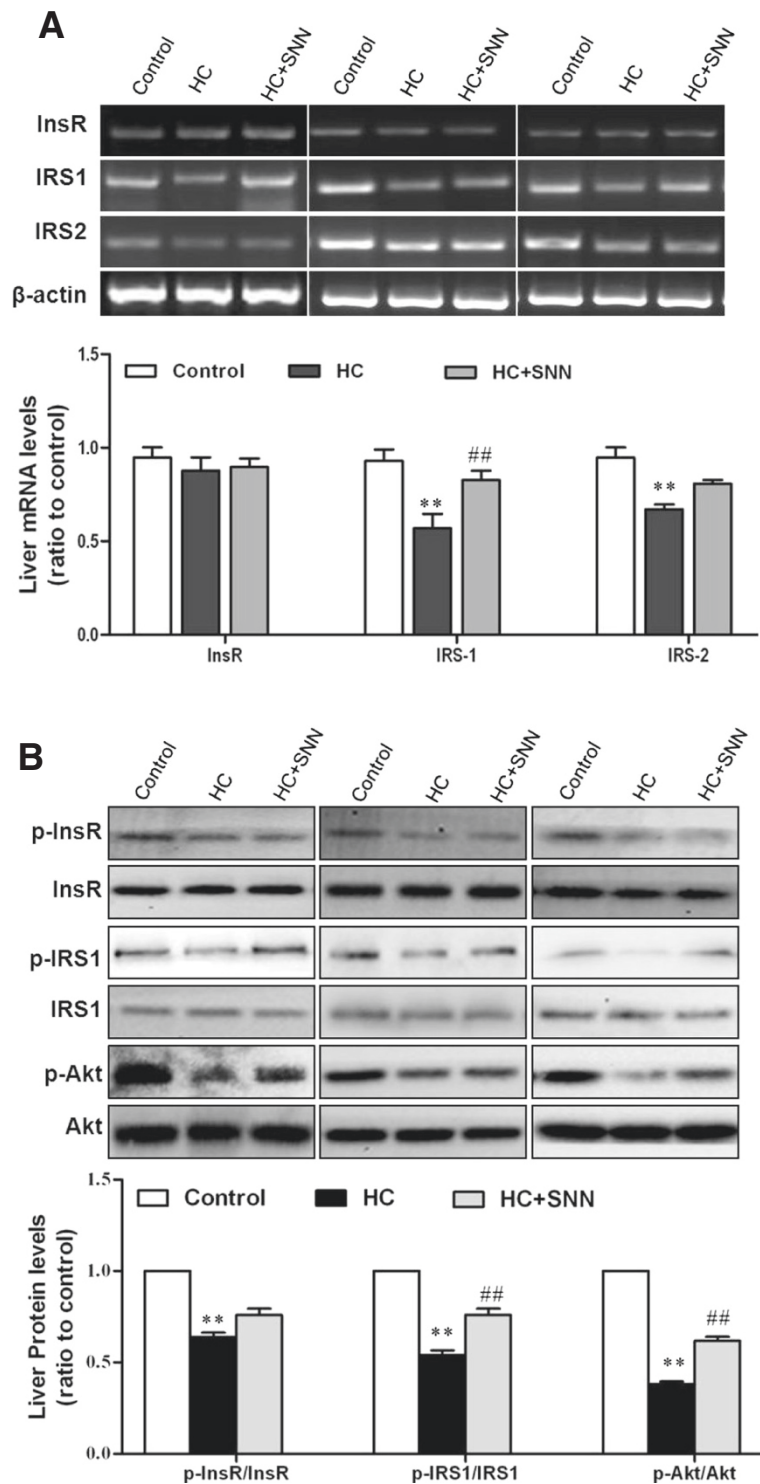 A
Control HC HC+SNN Control HC HC+SNN Control HC HC+SNN
InsR
IRS1
IRS2
β-actin
1.5
Control HC HC+SNN
1.0
##
**
**
0.5
0.0
Liver mRNA levels
(ratio to control)
InsR IRS-1 IRS-2
B
Control HC HC+SNN Control HC HC+SNN Control HC HC+SNN
p-InsR
InsR
p-IRS1
IRS1
p-Akt
Akt
1.5
Control HC HC+SNN
1.0
**
**
##
**
##
0.5
0.0
Liver Protein levels
(ratio to control)
p-InsR/InsR p-IRS1/IRS1 p-Akt/Akt